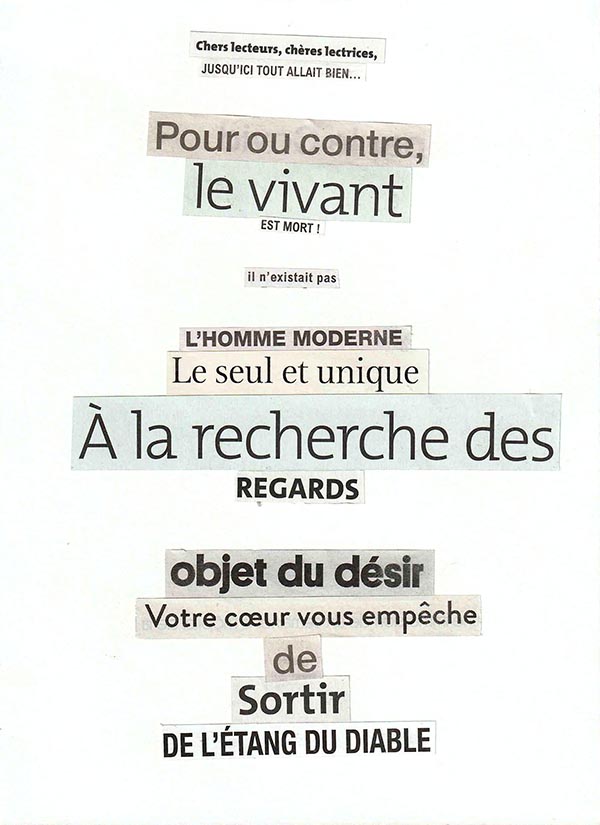 Chers lecteurs, chères lectrices,
JUSQU'ICI TOUT ALLAIT BIEN...
Pour ou contre,
le vivant
EST MORT !
il n'existait pas
L'HOMME MODERNE
Le seul et unique
À la recherche des
REGARDS
objet du désir
Votre cœur vous empêche
de
Sortir
DE L'ÉTANG DU DIABLE